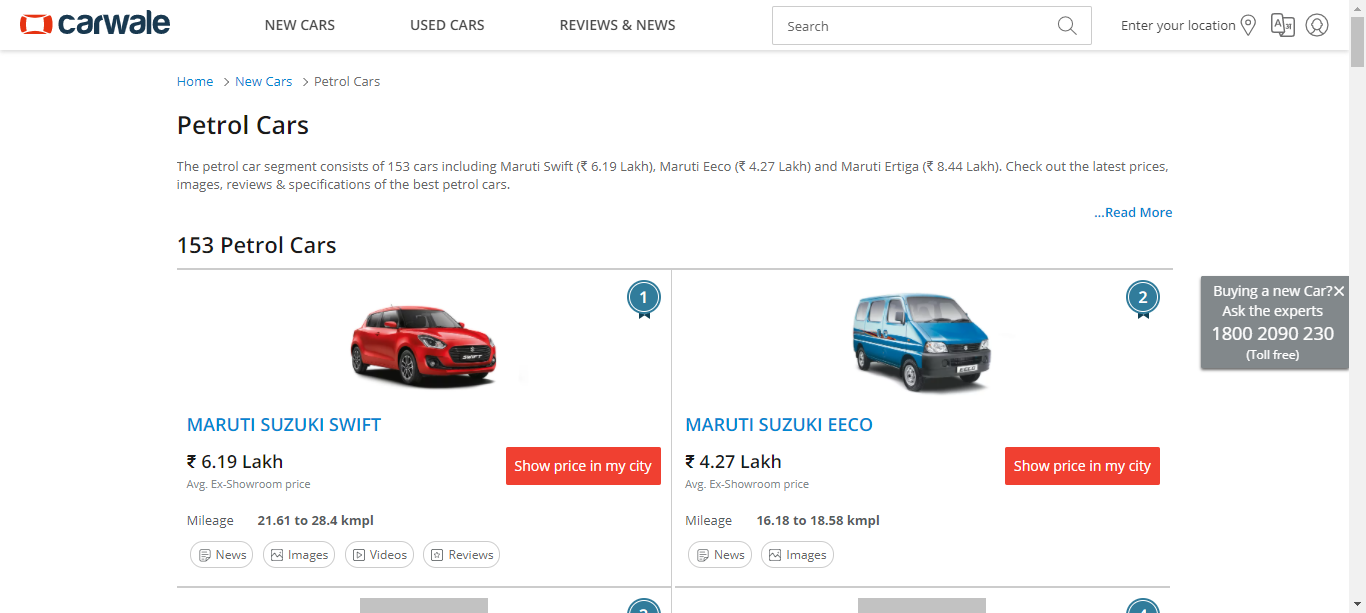 carwale
NEW CARS
USED CARS
REVIEWS & NEWS
Search
Enter your location
Home > New Cars > Petrol Cars
Petrol Cars
The petrol car segment consists of 153 cars including Maruti Swift (₹ 6.19 Lakh), Maruti Eeco (₹ 4.27 Lakh) and Maruti Ertiga (₹ 8.44 Lakh). Check out the latest prices,
images, reviews & specifications of the best petrol cars.
...Read More
153 Petrol Cars
1
SWIFT
MARUTI SUZUKI SWIFT
₹ 6.19 Lakh
Show price in my city
Avg. Ex-Showroom price
Mileage 21.61 to 28.4 kmpl
News Images Videos Reviews
2
MARUTI SUZUKI EECO
₹ 4.27 Lakh
Show price in my city
Avg. Ex-Showroom price
Mileage 16.18 to 18.58 kmpl
News Images
Buying a new Car?
Ask the experts
1800 2090 230
(Toll free)